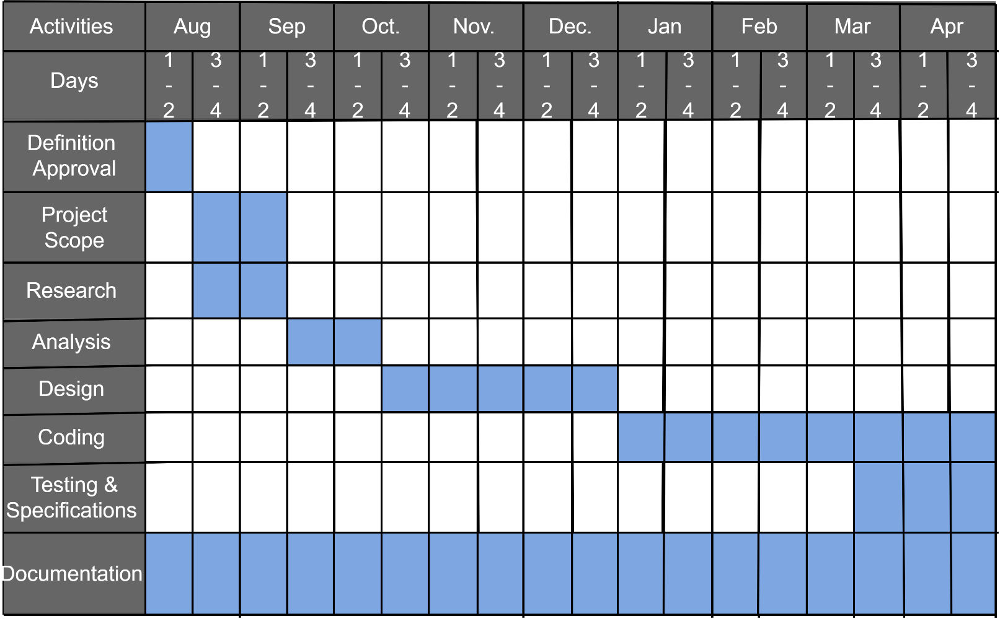 Activities Aug Sep Oct. Nov. Dec. Jan Feb Mar Apr
Days 1 3 1 3 1 3 1 3 1 3 1 3 1 3 1 3 1 3
- - - - - - - - - - - - - - - - - -
2 4 2 4 2 4 2 4 2 4 2 4 2 4 2 4 2 4
Definition
Approval
Project
Scope
Research
Analysis
Design
Coding
Testing &
Specifications
Documentation